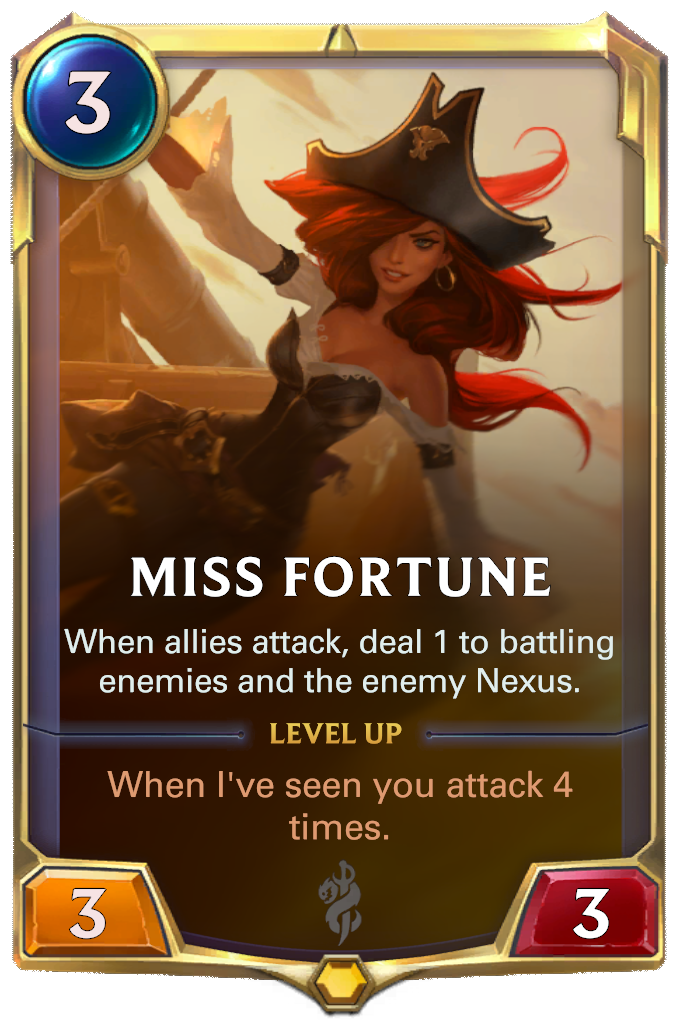 3
MISS FORTUNE
When allies attack, deal 1 to battling
enemies and the enemy Nexus.
LEVEL UP
When I've seen you attack 4
times.
3
3